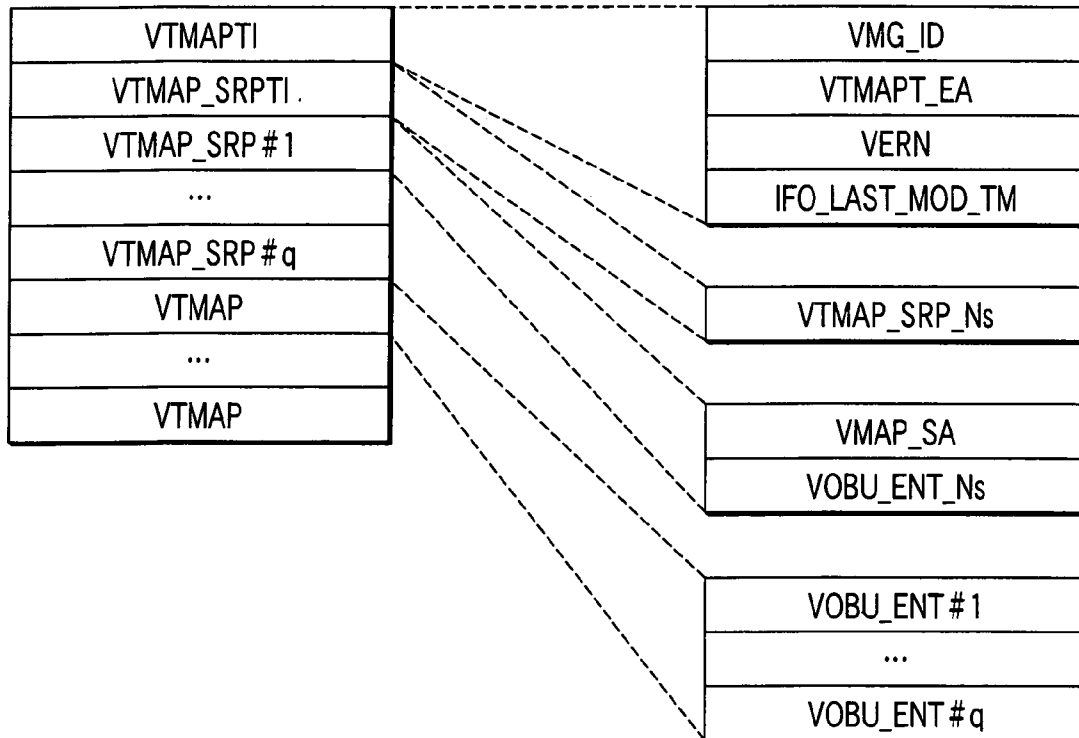 VTMAPTI
VTMAP_SRPTI.
VTMAP_SRP#1
...
VTMAP_SRP#q
VTMAP
...
VTMAP
VMG_ID
VTMAPT_EA
VERN
IFO_LAST_MOD_TM
VTMAP_SRP_Ns
VMAP_SA
VOBU_ENT_Ns
VOBU_ENT#1
...
VOBU_ENT#q